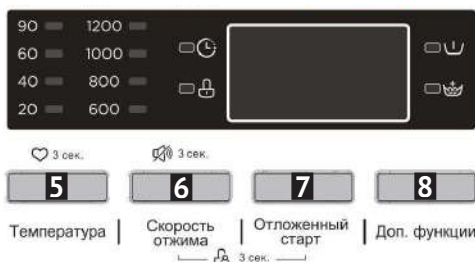 90 1200
60 1000
40 800
20 600
3 сек. 3 сек.
5 6 7 8
Температура Скорость отжима Отложенный старт Доп. функции
3 сек.